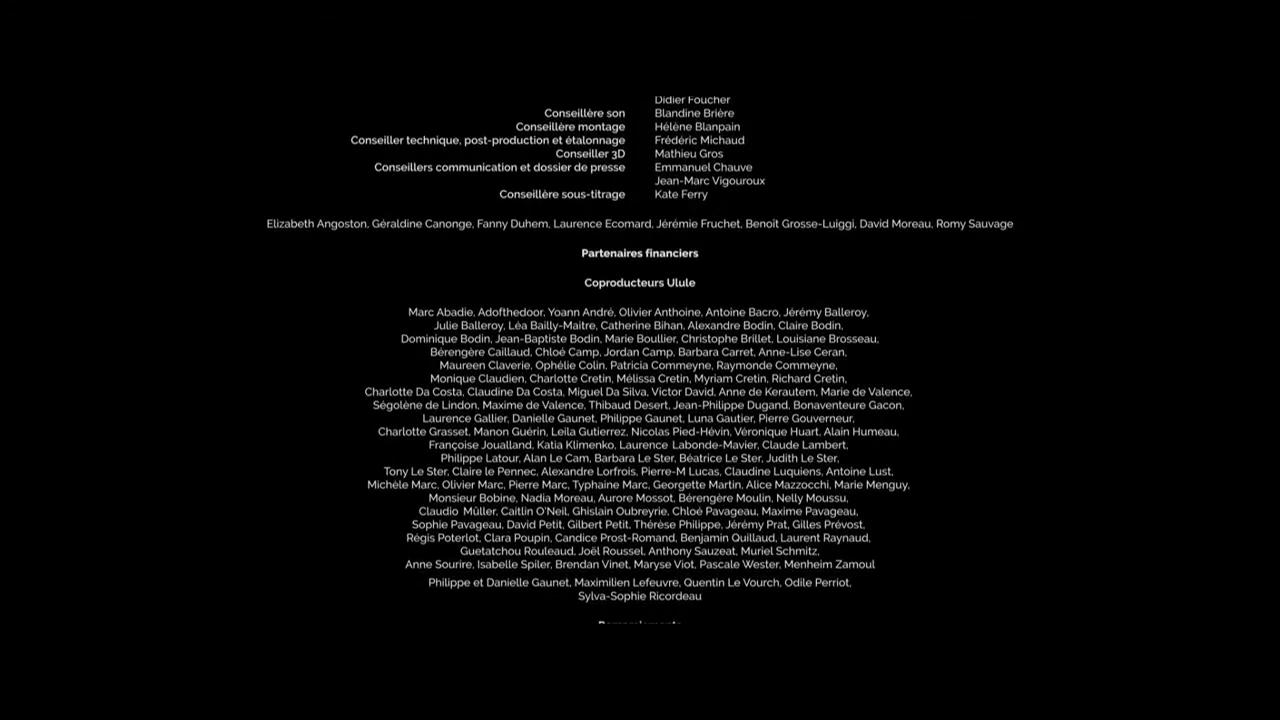 Didier Foucher
Conseillère son Blandine Brière
Conseillère montage Hélène Blanpain
Conseiller technique, post-production et étalonnage Frédéric Michaud
Conseiller 3D Mathieu Gros
Conseillers communication et dossier de presse Emmanuel Chauve
Jean-Marc Vigouroux
Conseillère sous-titrage Kate Ferry
Elizabeth Angoston, Géraldine Canonge, Fanny Duhem, Laurence Ecomard, Jérémie Fruchet, Benoît Grosse-Luiggi, David Moreau, Romy Sauvage
Partenaires financiers
Coproducteurs Ulule
Marc Abadie, Adofthedoor, Yoann André, Olivier Anthoine, Antoine Bacro, Jérémy Balleroy,
Julie Balleroy, Léa Bailly-Maitre, Catherine Bihan, Alexandre Bodin, Claire Bodin,
Dominique Bodin, Jean-Baptiste Bodin, Marie Boullier, Christophe Brillet, Louisiane Brosseau,
Bérengère Caillaud, Chloé Camp, Jordan Camp, Barbara Carret, Anne-Lise Ceran,
Maureen Claverie, Ophélie Colin, Patricia Commeyne, Raymonde Commeyne,
Monique Claudien, Charlotte Cretin, Mélissa Cretin, Myriam Cretin, Richard Cretin,
Charlotte Da Costa, Claudine Da Costa, Miguel Da Silva, Victor David, Anne de Kerautem, Marie de Valence,
Ségolène de Lindon, Maxime de Valence, Thibaud Desert, Jean-Philippe Dugand, Bonaventeure Gacon,
Laurence Gallier, Danielle Gaunet, Philippe Gaunet, Luna Gautier, Pierre Gouverneur,
Charlotte Grasset, Manon Guérin, Leila Gutierrez, Nicolas Pied-Hévin, Véronique Huart, Alain Humeau,
Françoise Joualland, Katia Klimenko, Laurence Labonde-Mavier, Claude Lambert,
Philippe Latour, Alan Le Cam, Barbara Le Ster, Béatrice Le Ster, Judith Le Ster,
Tony Le Ster, Claire le Pennec, Alexandre Lorfrois, Pierre-M Lucas, Claudine Luquiens, Antoine Lust,
Michèle Marc, Olivier Marc, Pierre Marc, Typhaine Marc, Georgette Martin, Alice Mazzocchi, Marie Menguy,
Monsieur Bobine, Nadia Moreau, Aurore Mossot, Bérengère Moulin, Nelly Moussu,
Claudio Müller, Caitlin O'Neil, Ghislain Oubreyrie, Chloé Pavageau, Maxime Pavageau,
Sophie Pavageau, David Petit, Gilbert Petit, Thérèse Philippe, Jérémy Prat, Gilles Prévost,
Régis Poterlot, Clara Poupin, Candice Prost-Romand, Benjamin Quillaud, Laurent Raynaud,
Guetatchou Rouleaud, Joël Roussel, Anthony Sauzeat, Muriel Schmitz,
Anne Sourire, Isabelle Spiler, Brendan Vinet, Maryse Viot, Pascale Wester, Menheim Zamoul
Philippe et Danielle Gaunet, Maximilien Lefeuvre, Quentin Le Vourch, Odile Perriot,
Sylva-Sophie Ricordeau